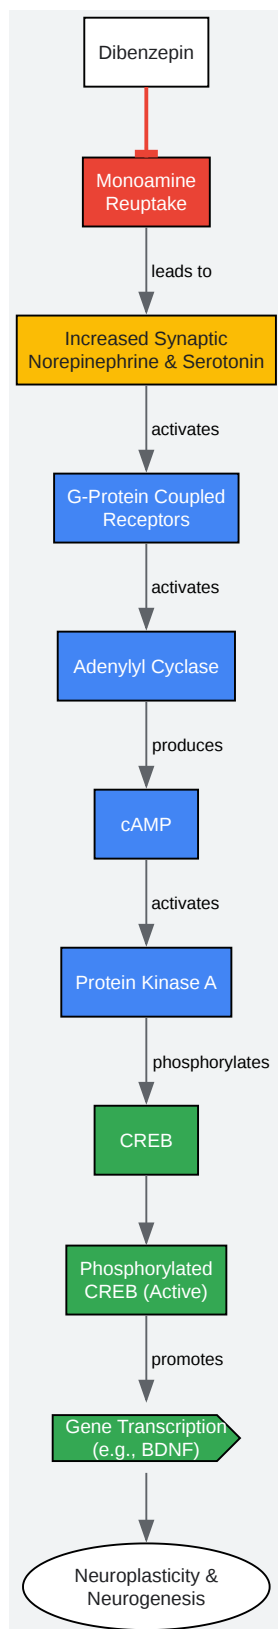 Dibenzepin
Monoamine
Reuptake
leads to
Increased Synaptic
Norepinephrine & Serotonin
activates
G-Protein Coupled
Receptors
activates
Adenylyl Cyclase
produces
cAMP
activates
Protein Kinase A
phosphorylates
CREB
Phosphorylated
CREB (Active)
promotes
Gene Transcription
(e.g., BDNF)
Neuroplasticity &
Neurogenesis